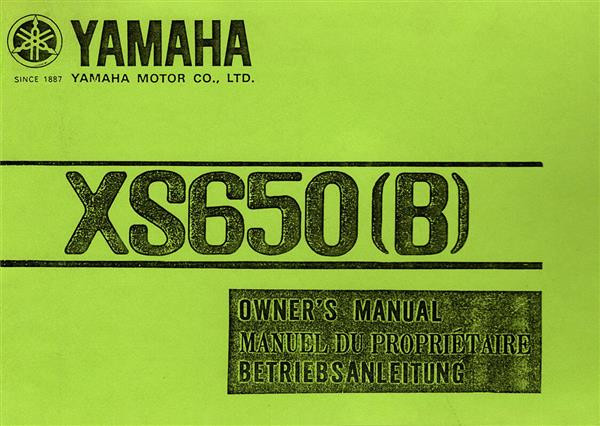 YAMAHA
SINCE 1887 YAMAHA MOTOR CO., LTD.
XS650(B)
OWNER'S MANUAL
MANUEL DU PROPRIÉTAIRE
BETRIEBSANLEITUNG